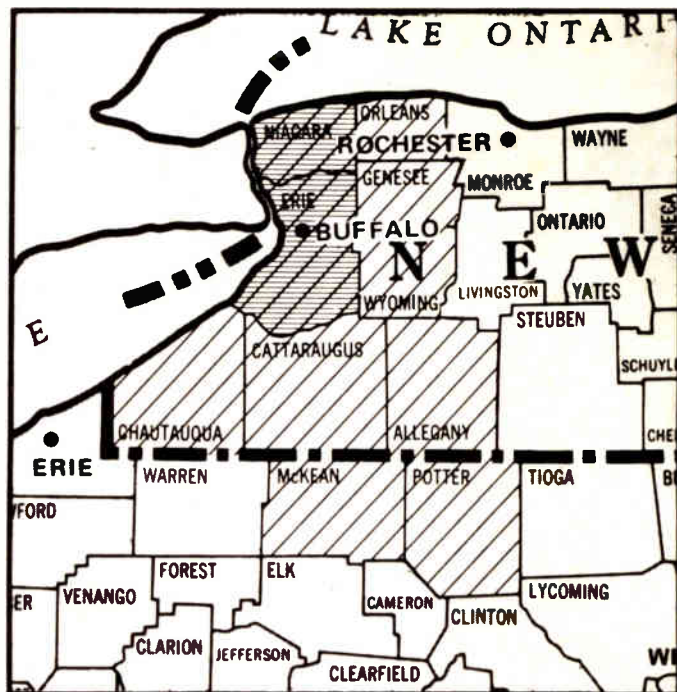 LAKE ONTARI
NIAGARA
ORLEANS
ROCHESTER
WAYNE
GENESEE
MONROE
ERIE
ONTARIO
SENECA
BUFFALO
N E W
WYOMING
LIVINGSTON
YATES
E
STEUBEN
CATTARAUGUS
SCHUYL
CHAUTAUQUA
ALLEGANY
CHE
ERIE
WARREN
McKEAN
POTTER
TIOGA
B
WFORD
FOREST
ELK
LYCOMING
ER
VENANGO
CAMERON
CLINTON
CLARION
JEFFERSON
CLEARFIELD
WI